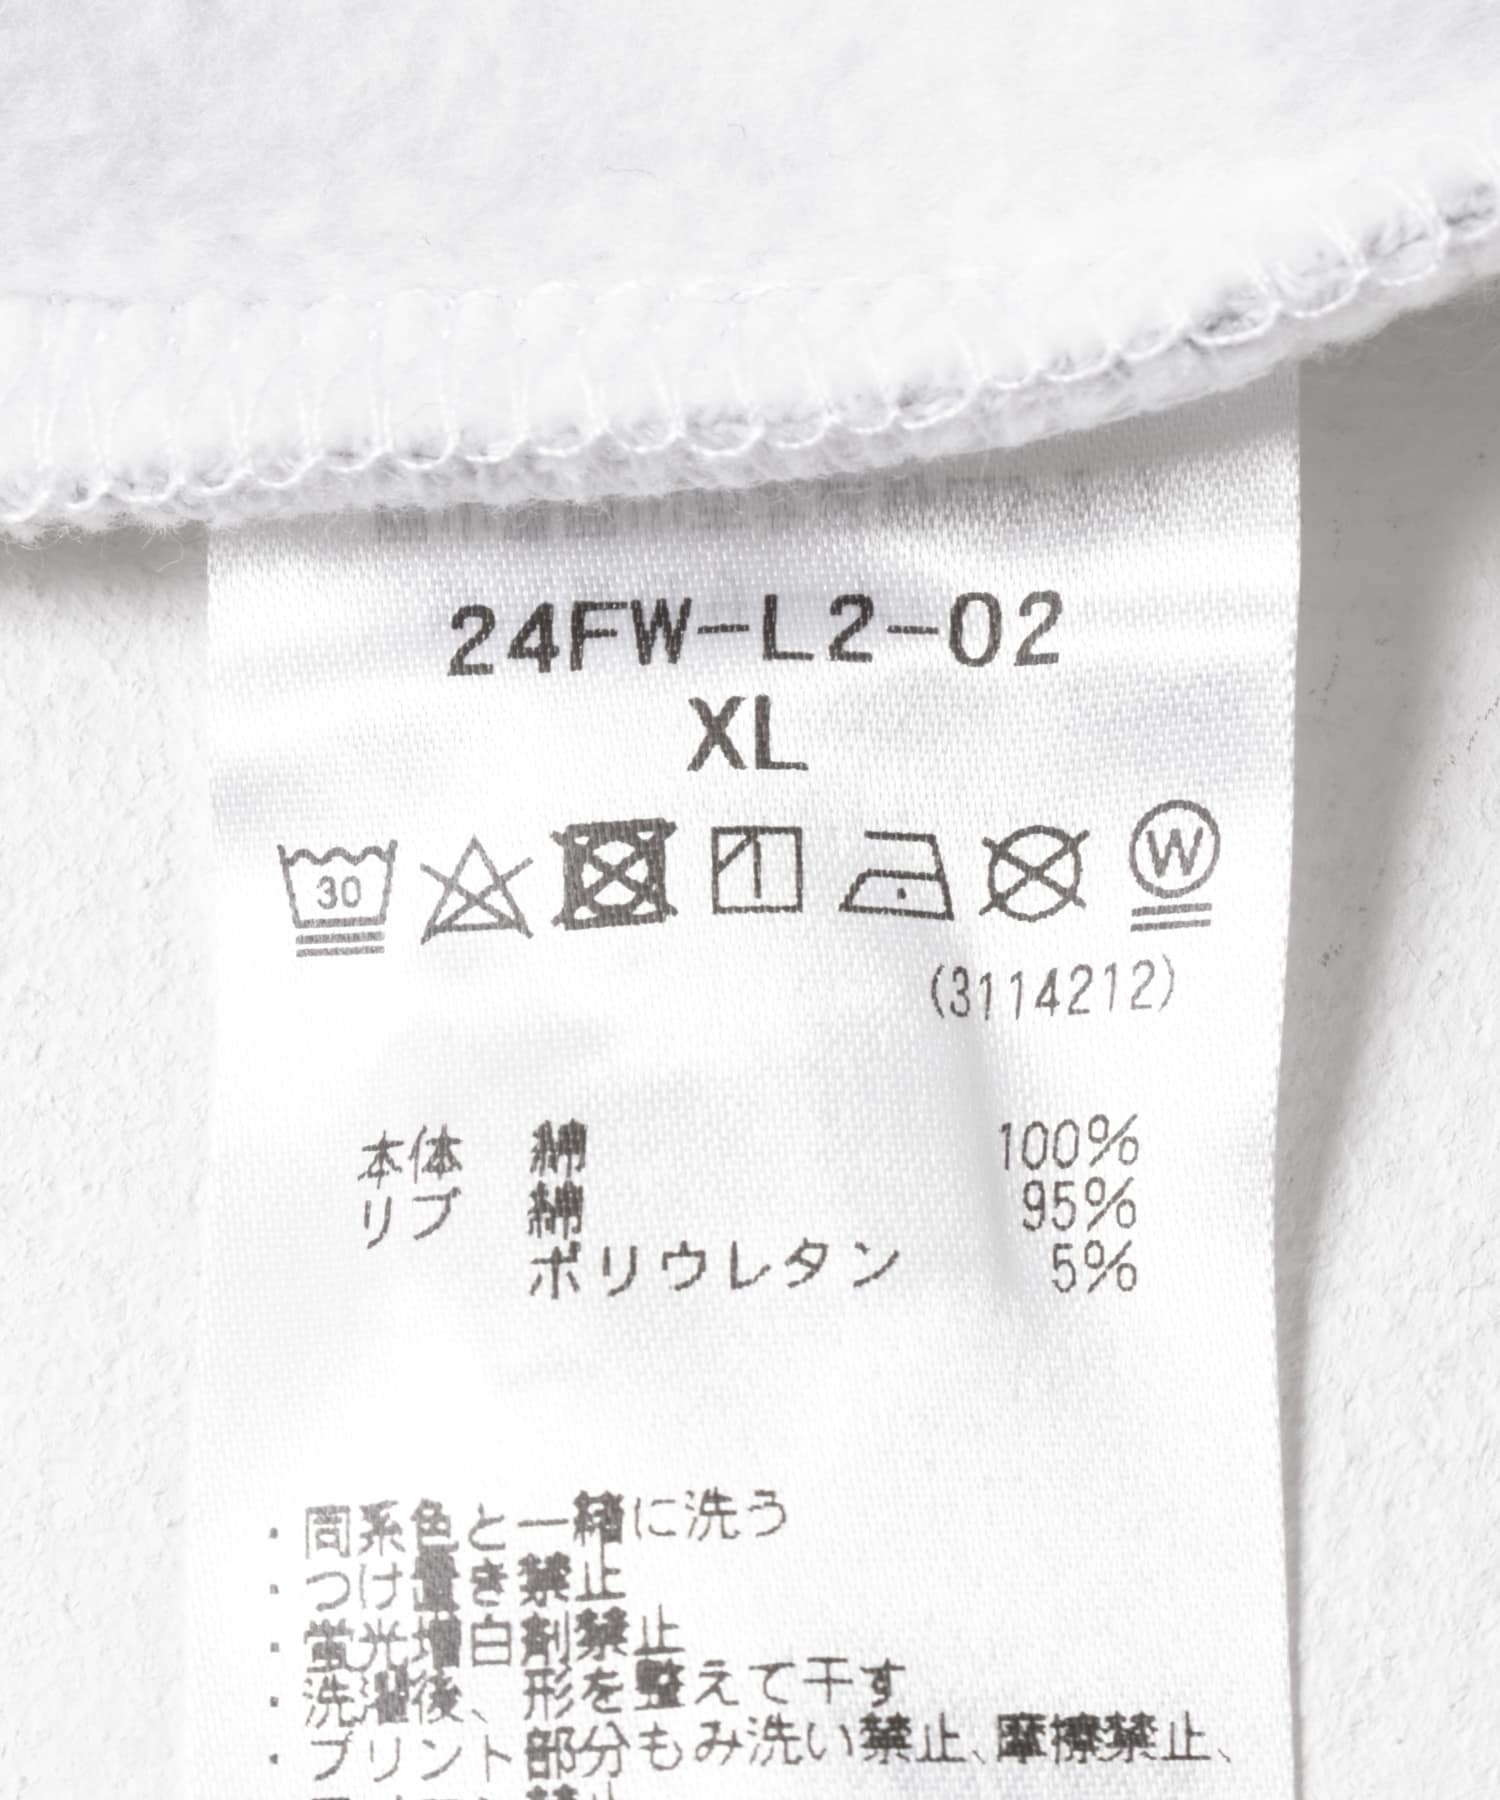 24FW-L2-02
XL
30 W
(3114212)
本体 綿 100%
リブ 綿 95%
ポリウレタン 5%
・同系色と一緒に洗う
・つけ置き禁止
・蛍光増白剤禁止
・洗濯後、形を整えて干す
・プリント部分もみ洗い禁止、摩擦禁止、